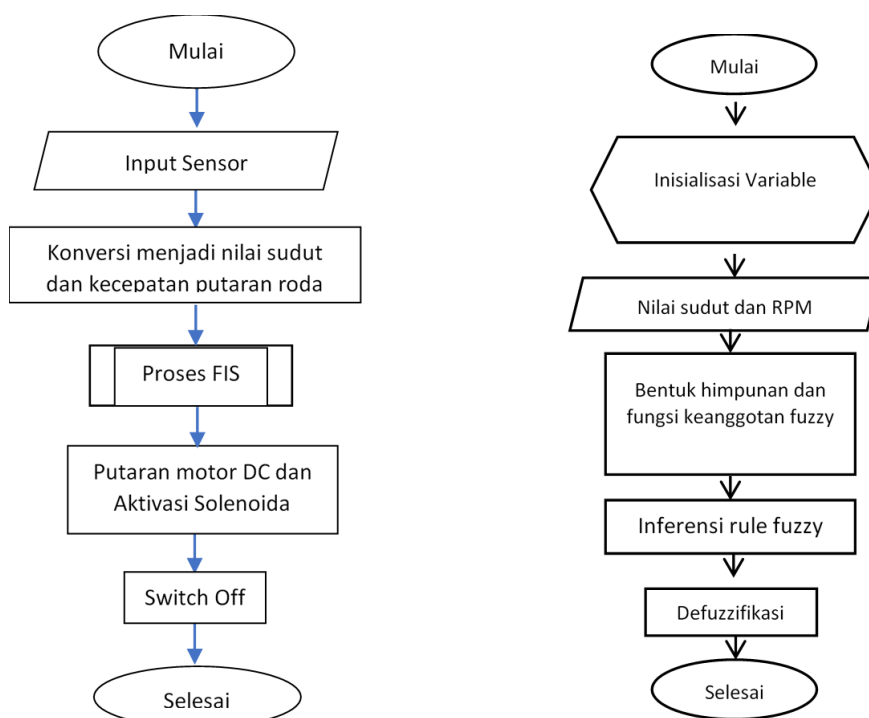 Mulai
Input Sensor
Konversi menjadi nilai sudut
dan kecepatan putaran roda
Proses FIS
Putaran motor DC dan
Aktivasi Solenoida
Switch Off
Selesai
Mulai
Inisialisasi Variable
Nilai sudut dan RPM
Bentuk himpunan dan
fungsi keanggotan fuzzy
Inferensi rule fuzzy
Defuzzifikasi
Selesai